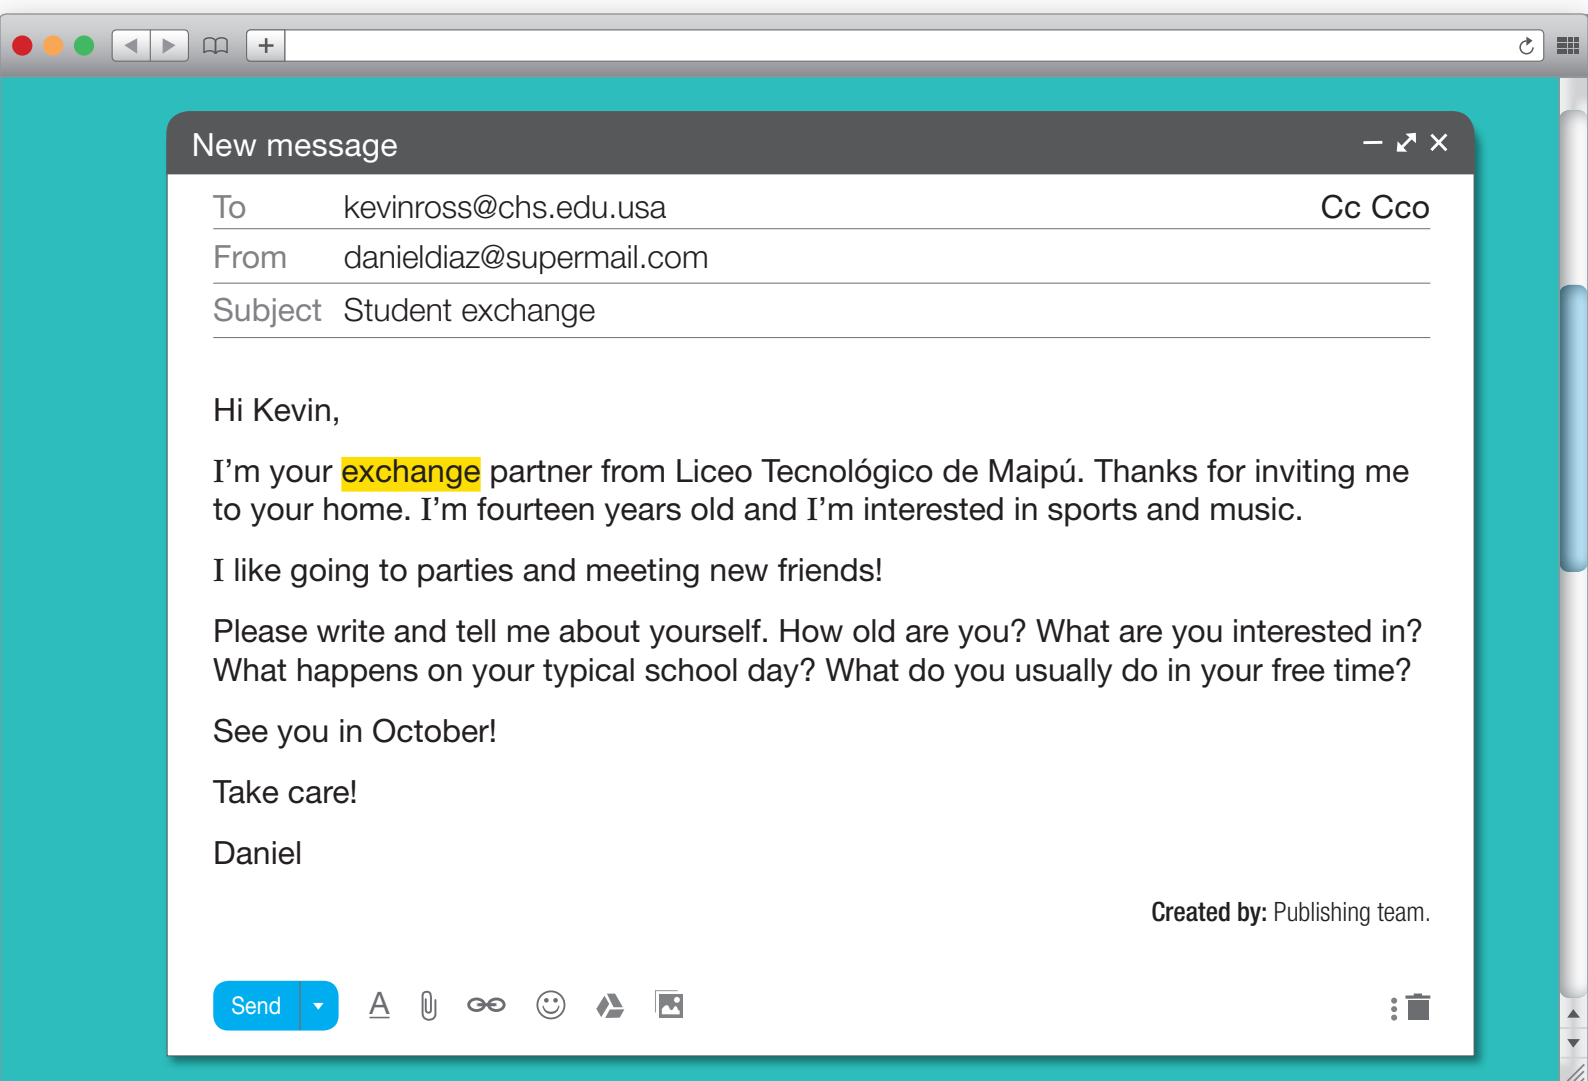 New message
To kevinross@chs.edu.usa Cc Cco
From danieldiaz@supermail.com
Subject Student exchange
Hi Kevin,
I'm your exchange partner from Liceo Tecnológico de Maipú. Thanks for inviting me
to your home. I'm fourteen years old and I'm interested in sports and music.
I like going to parties and meeting new friends!
Please write and tell me about yourself. How old are you? What are you interested in?
What happens on your typical school day? What do you usually do in your free time?
See you in October!
Take care!
Daniel
Created by: Publishing team.
Send A